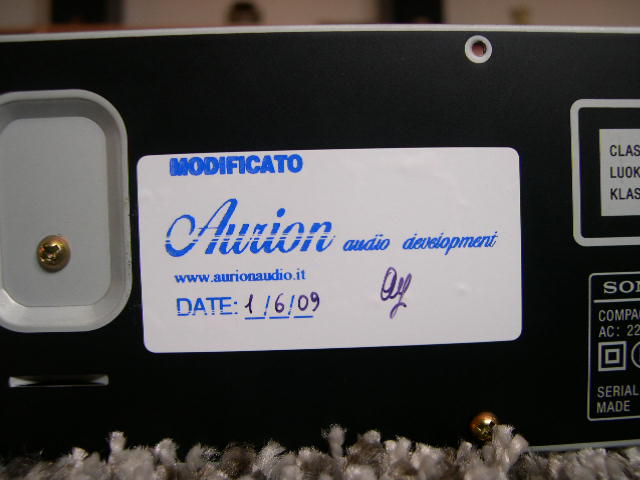 MODIFICATO
Aurion audio development
www.aurionaudio.it
DATE: 1/6/09
CLAS
LUOK
KLAS
SON
COMPA
AC: 22
SERIAL
MADE